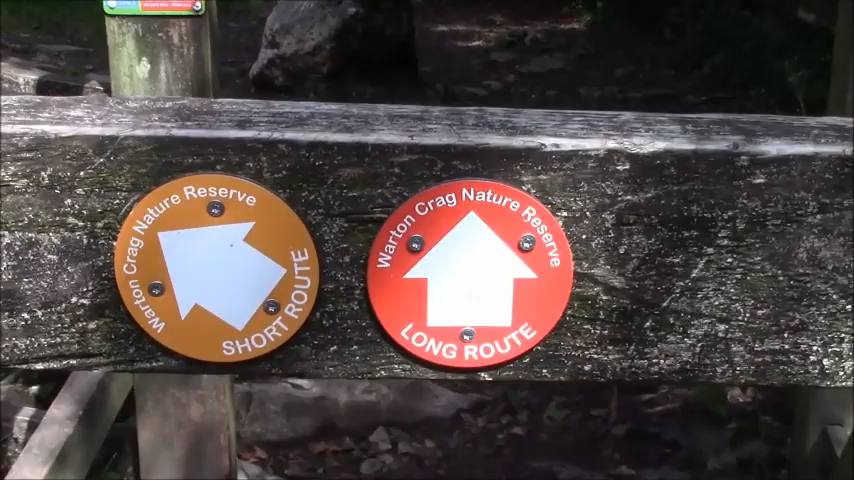 Warton Crag Nature Reserve
SHORT ROUTE
Warton Crag Nature Reserve
LONG ROUTE